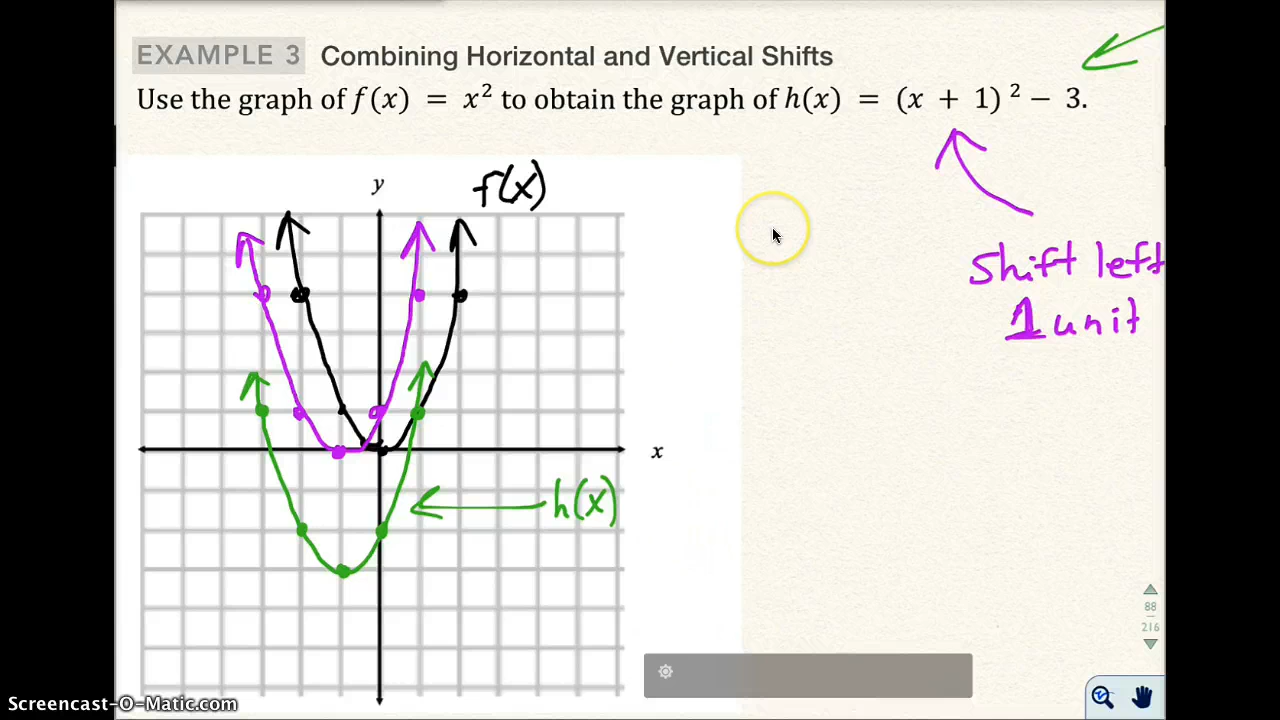 EXAMPLE 3 Combining Horizontal and Vertical Shifts
Use the graph of f(x) = x² to obtain the graph of h(x) = (x + 1)² − 3.
y
f(x)
shift left
1 unit
x
h(x)
88
216
Screencast-O-Matic.com